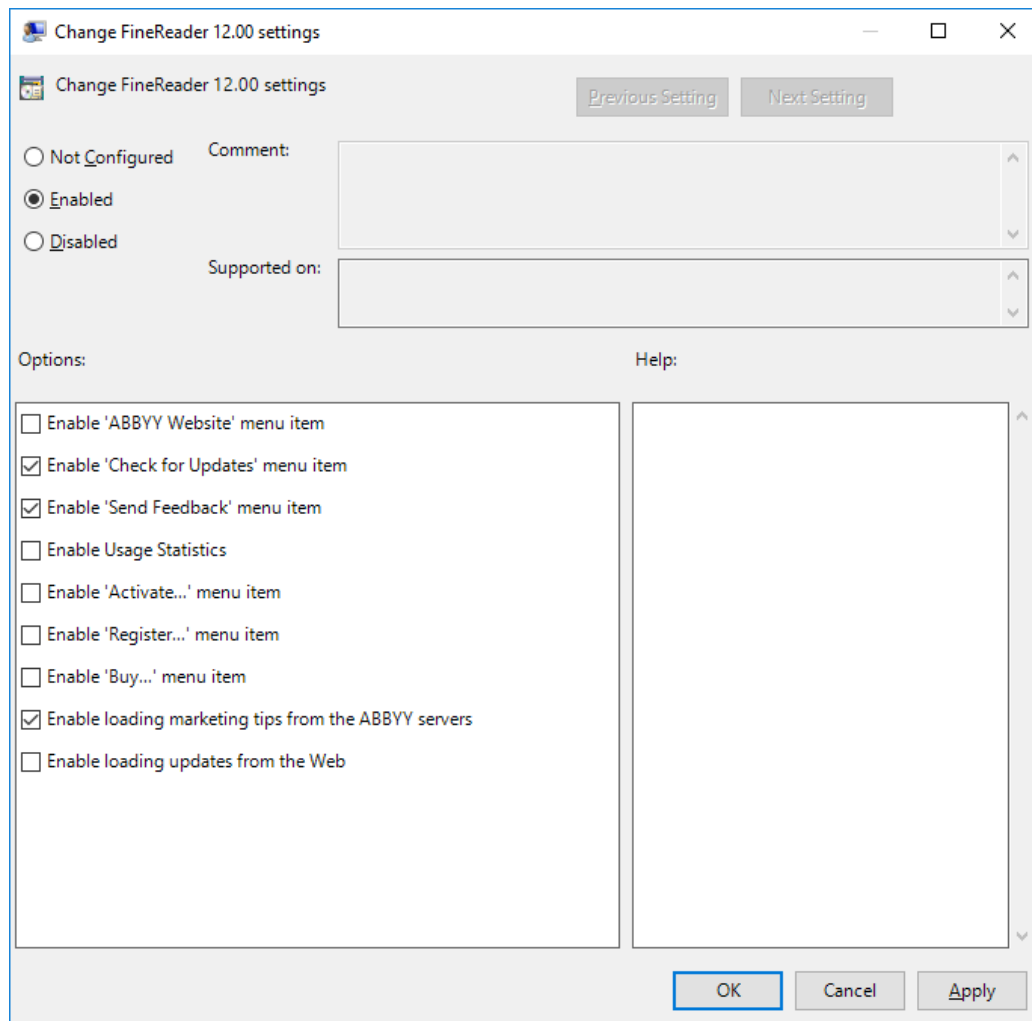 Change FineReader 12.00 settings
Change FineReader 12.00 settings
Previous Setting
Next Setting
Not Configured
Comment:
Enabled
Disabled
Supported on:
Options:
Help:
Enable 'ABBYY Website' menu item
Enable 'Check for Updates' menu item
Enable 'Send Feedback' menu item
Enable Usage Statistics
Enable 'Activate...' menu item
Enable 'Register...' menu item
Enable 'Buy...' menu item
Enable loading marketing tips from the ABBYY servers
Enable loading updates from the Web
OK
Cancel
Apply